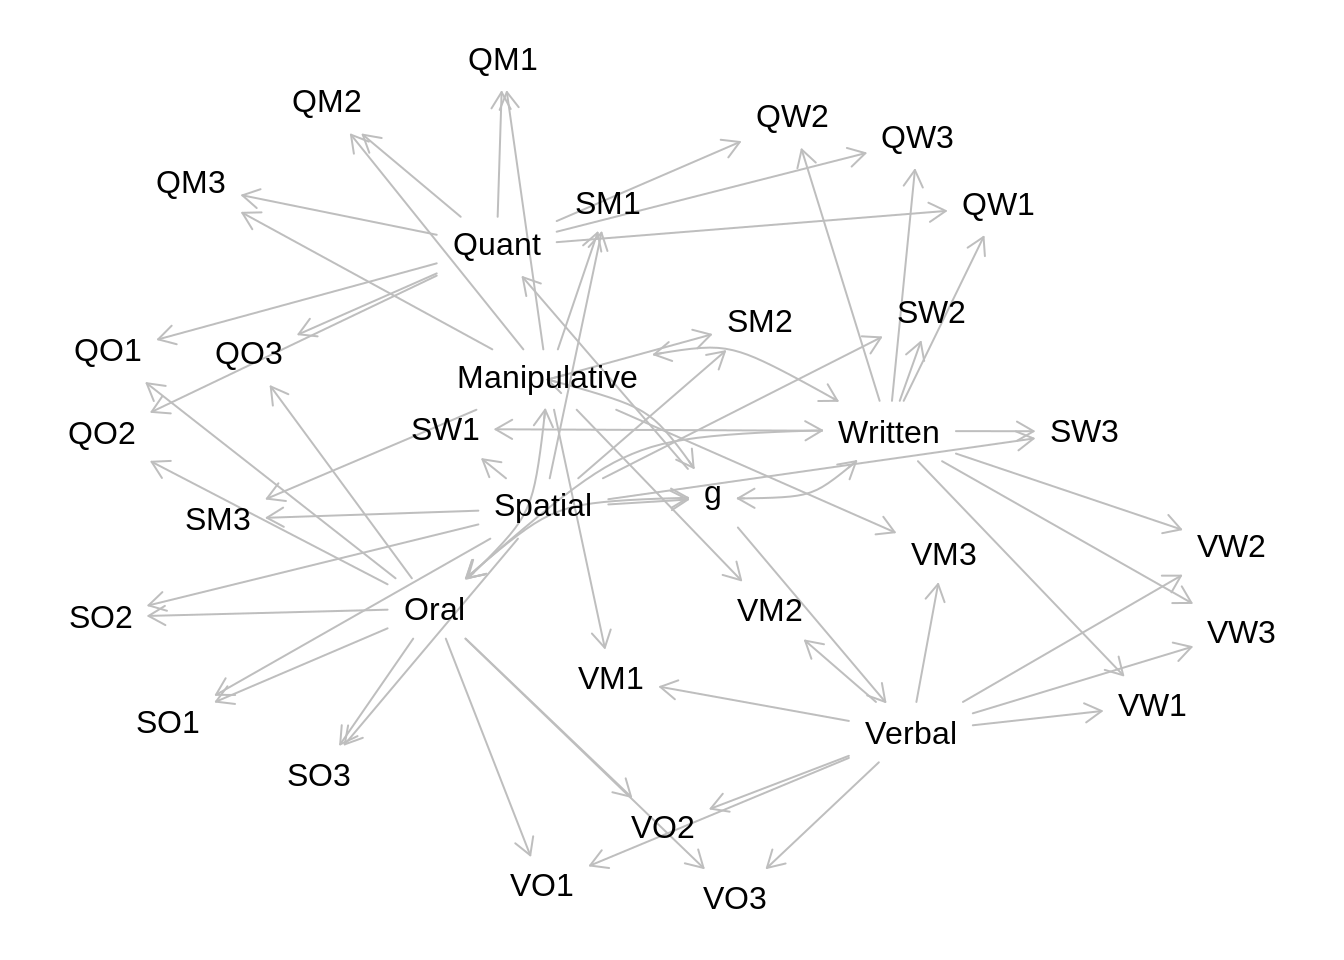 QM1
QM2
QW2
QW3
QM3
SM1
QW1
Quant
SW2
SM2
QO1
QO3
Manipulative
SW1
QO2
Written
SW3
g
Spatial
SM3
VW2
VM3
Oral
VM2
SO2
VW3
VM1
VW1
SO1
Verbal
SO3
VO2
VO1
VO3